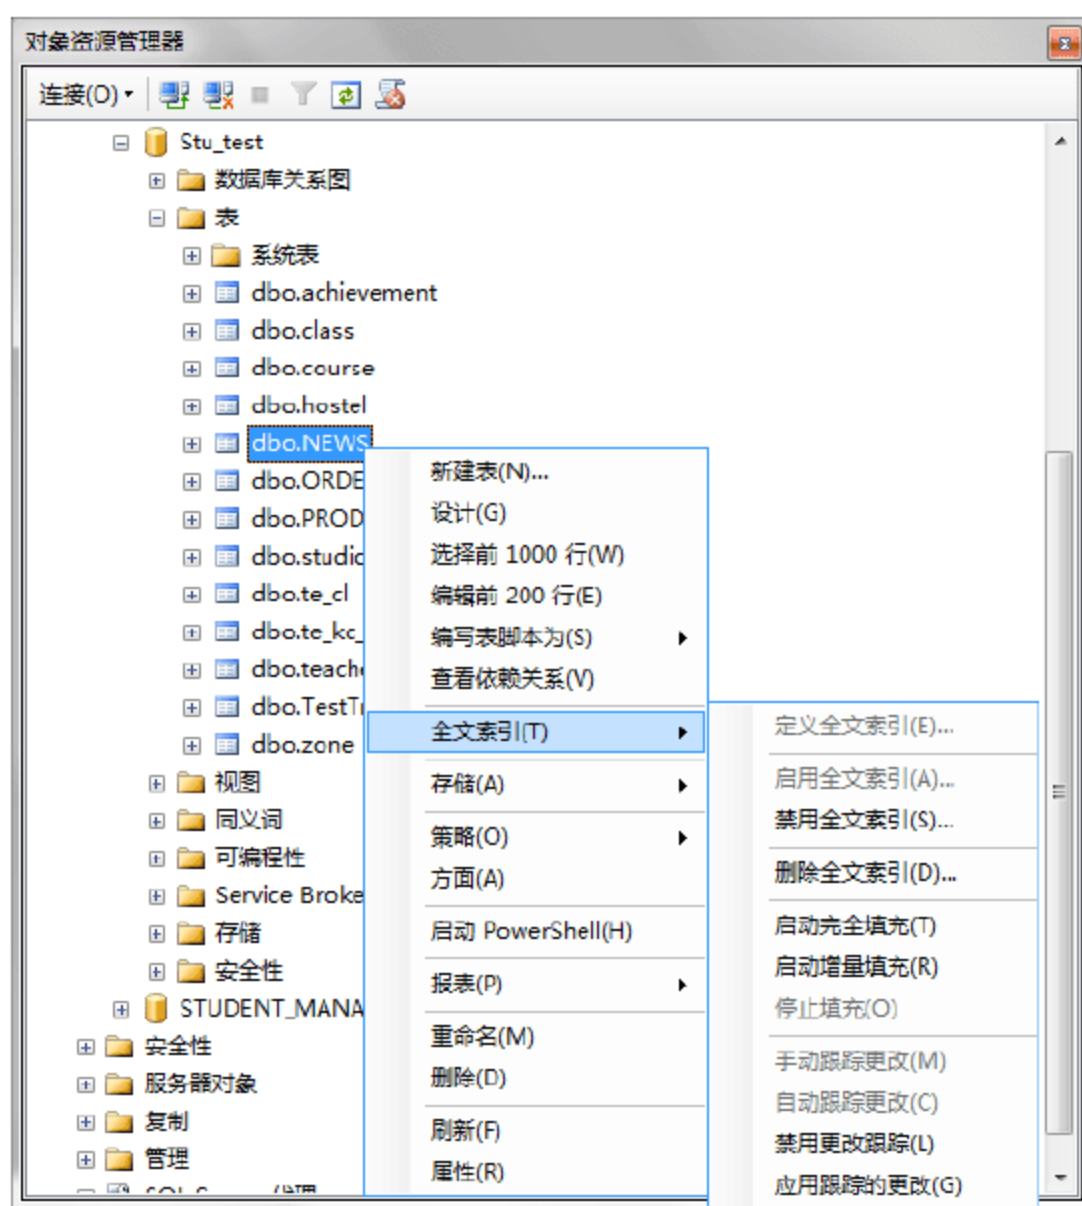 对象资源管理器
连接(O)
Stu_test
数据库关系图
表
系统表
dbo.achievement
dbo.class
dbo.course
dbo.hostel
dbo.NEWS
dbo.ORDE
dbo.PROD
dbo.studio
dbo.te_cl
dbo.te_kc_
dbo.teache
dbo.TestTr
dbo.zone
视图
同义词
可编程性
Service Broke
存储
安全性
STUDENT_MANA
安全性
服务器对象
复制
管理
新建表(N)...
设计(G)
选择前 1000 行(W)
编辑前 200 行(E)
编写表脚本为(S)
查看依赖关系(V)
全文索引(T)
存储(A)
策略(O)
方面(A)
启动 PowerShell(H)
报表(P)
重命名(M)
删除(D)
刷新(F)
属性(R)
定义全文索引(E)...
启用全文索引(A)...
禁用全文索引(S)...
删除全文索引(D)...
启动完全填充(T)
启动增量填充(R)
停止填充(O)
手动跟踪更改(M)
自动跟踪更改(C)
禁用更改跟踪(L)
应用跟踪的更改(G)